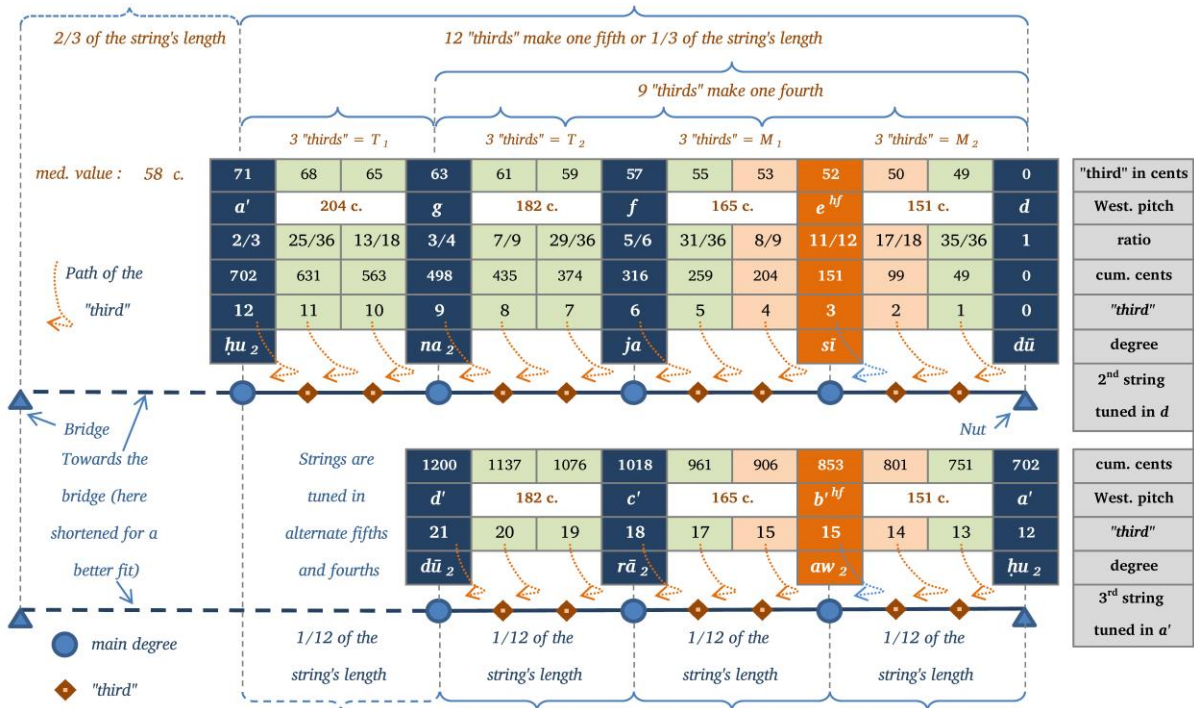 2/3 of the string's length
12 "thirds" make one fifth or 1/3 of the string's length
9 "thirds" make one fourth
3 "thirds" = T 1 3 "thirds" = T 2 3 "thirds" = M 1 3 "thirds" = M 2
med. value : 58 c. 71 68 65 63 61 59 57 55 53 52 50 49 0 "third" in cents
a' 204 c. g 182 c. f 165 c. e hf 151 c. d West. pitch
2/3 25/36 13/18 3/4 7/9 29/36 5/6 31/36 8/9 11/12 17/18 35/36 1 ratio
Path of the
"third"
702 631 563 498 435 374 316 259 204 151 99 49 0 cum. cents
12 11 10 9 8 7 6 5 4 3 2 1 0 "third"
ḥu 2 na 2 ja sī dū degree
2nd string
tuned in d
Bridge Nut
Towards the
bridge (here
shortened for a
better fit)
Strings are
tuned in
alternate fifths
and fourths
1200 1137 1076 1018 961 906 853 801 751 702 cum. cents
d' 182 c. c' 165 c. b' hf 151 c. a' West. pitch
21 20 19 18 17 15 15 14 13 12 "third"
dū 2 rā 2 aw 2 ḥu 2 degree
3rd string
tuned in a'
main degree
"third"
1/12 of the 1/12 of the 1/12 of the 1/12 of the
string's length string's length string's length string's length